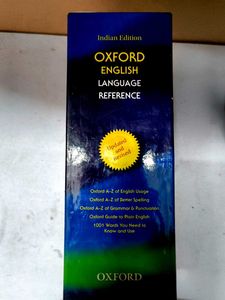 Indian Edition
OXFORD
ENGLISH
LANGUAGE
REFERENCE
Updated
and
revised
Oxford A-Z of English Usage
Oxford A-Z of Better Spelling
Oxford A-Z of Grammar & Punctuation
Oxford Guide to Plain English
1001 Words You Need to
Know and Use
OXFORD